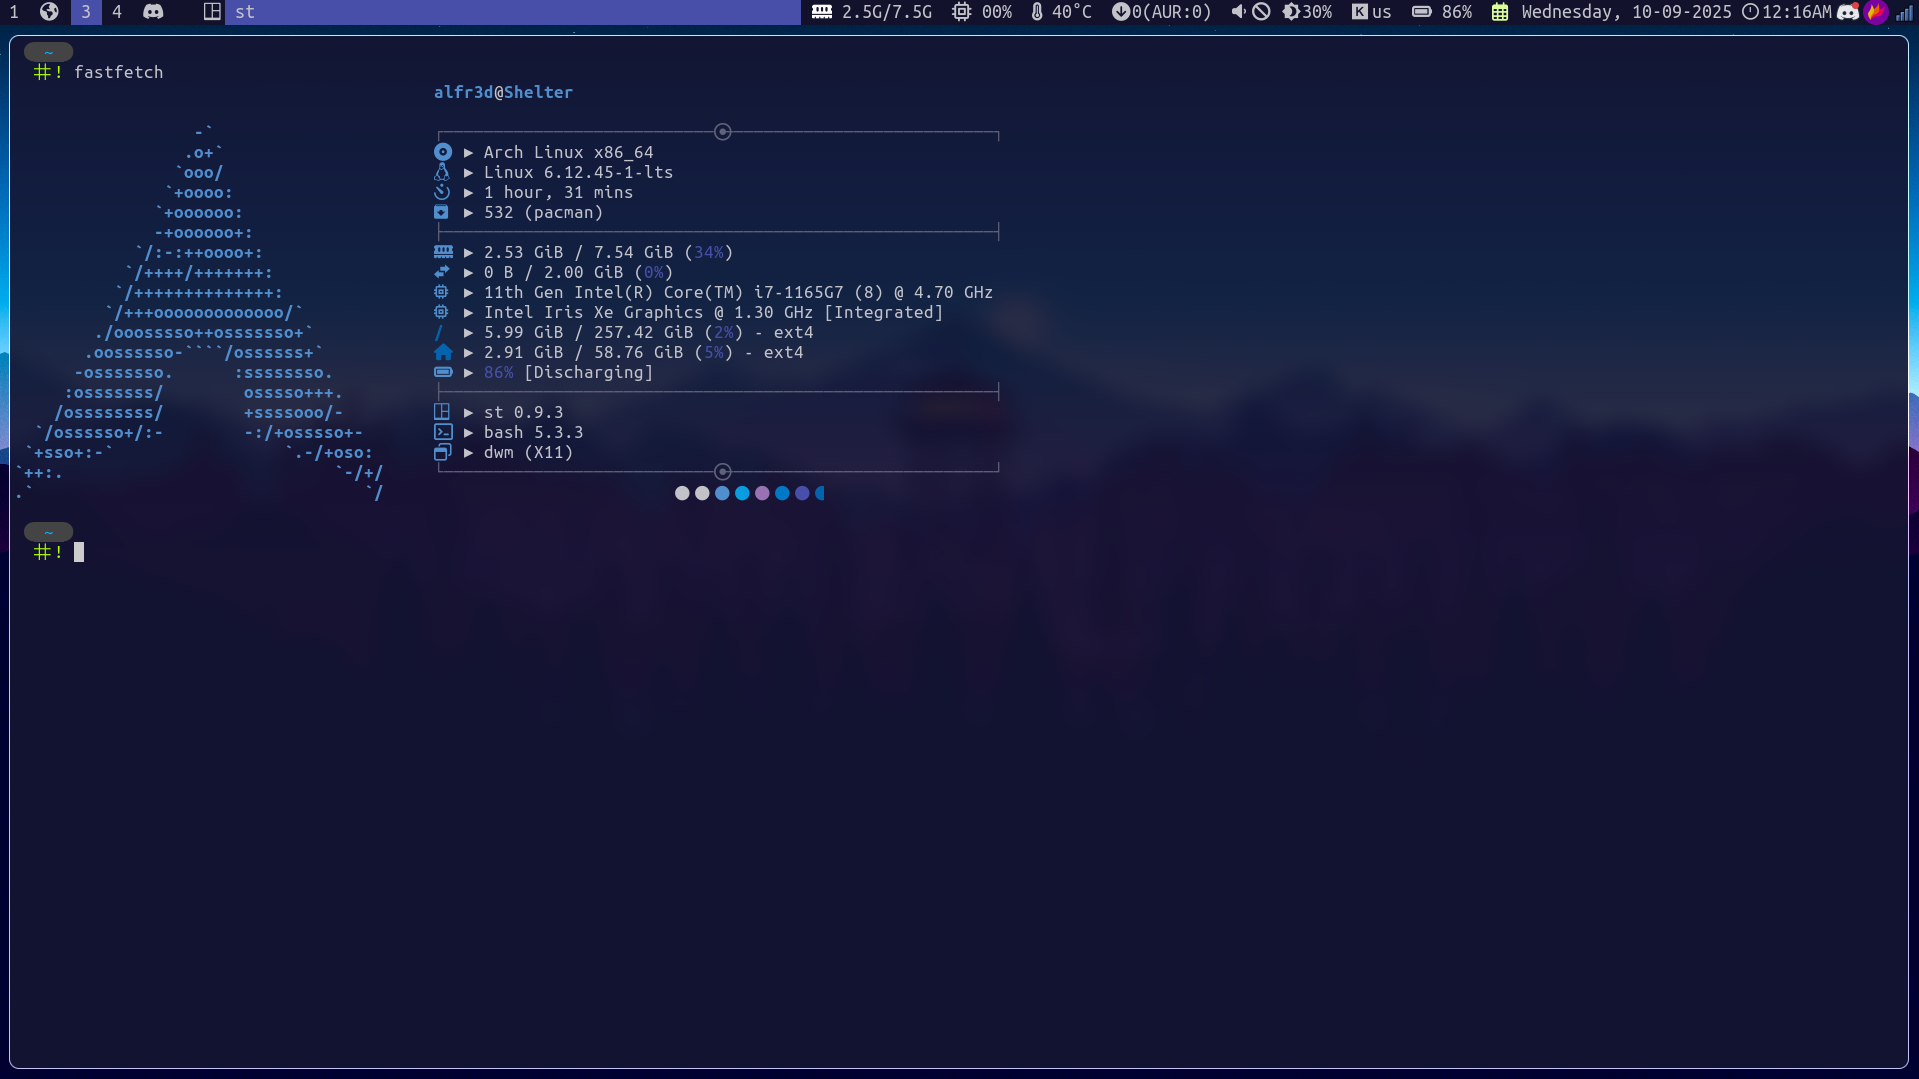 1 3 4 st 2.5G/7.5G 00% 40°C 0(AUR:0) 30% K us 86% Wednesday, 10-09-2025 12:16AM
~
#! fastfetch
alfr3d@Shelter
-`
.o+`
`ooo/
`+oooo:
`+oooooo:
-+oooooo+:
`/:-:++oooo+:
`/++++/+++++++:
`/++++++++++++++:
`/+++ooooooooooooo/`
./ooosssso++osssssso+`
.oossssso-````/ossssss+`
-osssssso.      :ssssssso.
:osssssss/        osssso+++.
/ossssssss/        +ssssooo/-
`/ossssso+/:-        -:/+osssso+-
`+sso+:-`                 `.-/+oso:
`++:.                           `-/+/
.`                                 `/
▶ Arch Linux x86_64
▶ Linux 6.12.45-1-lts
▶ 1 hour, 31 mins
▶ 532 (pacman)
▶ 2.53 GiB / 7.54 GiB (34%)
▶ 0 B / 2.00 GiB (0%)
▶ 11th Gen Intel(R) Core(TM) i7-1165G7 (8) @ 4.70 GHz
▶ Intel Iris Xe Graphics @ 1.30 GHz [Integrated]
/ ▶ 5.99 GiB / 257.42 GiB (2%) - ext4
▶ 2.91 GiB / 58.76 GiB (5%) - ext4
▶ 86% [Discharging]
▶ st 0.9.3
▶ bash 5.3.3
▶ dwm (X11)
~
#!